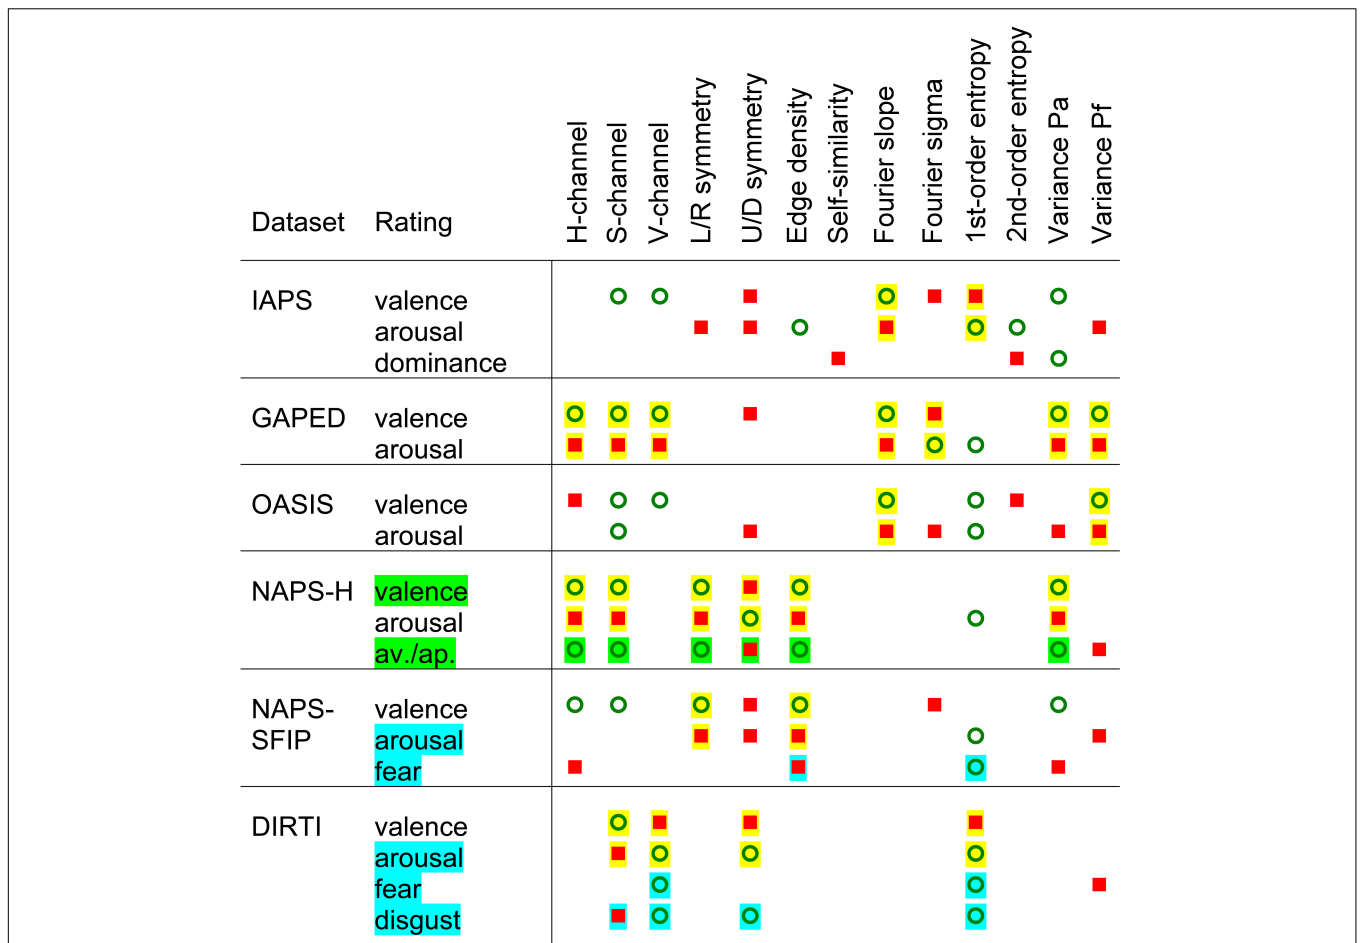 H-channel
S-channel
V-channel
L/R symmetry
U/D symmetry
Edge density
Self-similarity
Fourier slope
Fourier sigma
1st-order entropy
2nd-order entropy
Variance Pa
Variance Pf
Dataset Rating
IAPS valence
arousal
dominance
GAPED valence
arousal
OASIS valence
arousal
NAPS-H valence
arousal
av./ap.
NAPS- valence
SFIP arousal
fear
DIRTI valence
arousal
fear
disgust